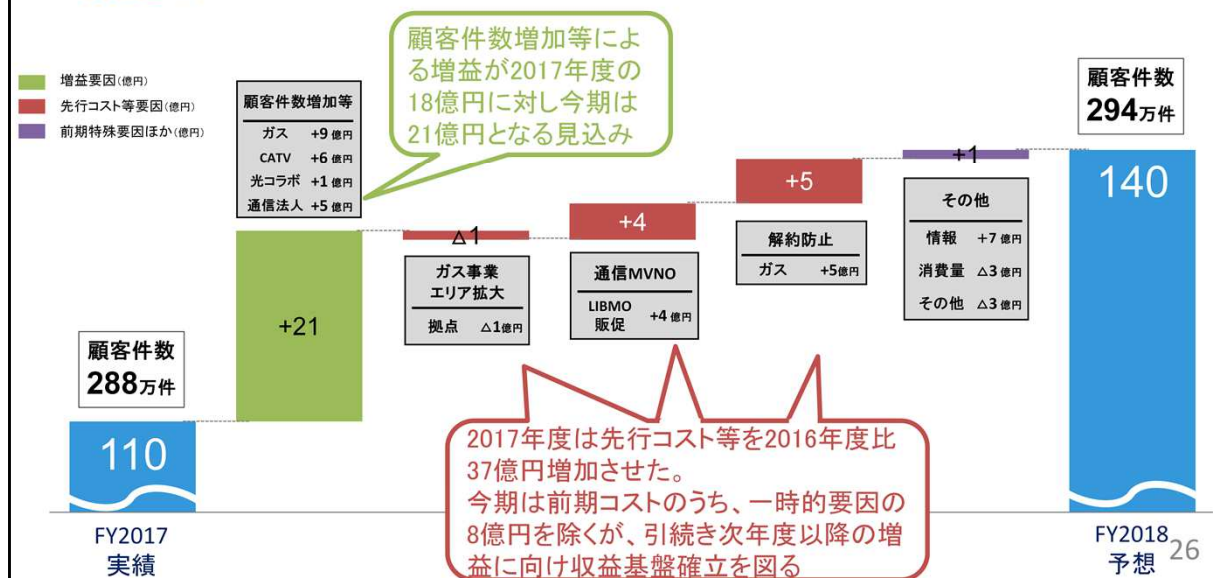 増益要因(億円)
先行コスト等要因(億円)
前期特殊要因ほか(億円)
顧客件数増加等
ガス +9億円
CATV +6億円
光コラボ +1億円
通信法人 +5億円
顧客件数増加等によ
る増益が2017年度の
18億円に対し今期は
21億円となる見込み
顧客件数
294万件
顧客件数
288万件
110
+21
△1
ガス事業
エリア拡大
拠点 △1億円
+4
通信MVNO
LIBMO
販促 +4億円
+5
解約防止
ガス +5億円
+1
その他
情報 +7億円
消費量 △3億円
その他 △3億円
140
2017年度は先行コスト等を2016年度比
37億円増加させた。
今期は前期コストのうち、一時的要因の
8億円を除くが、引続き次年度以降の増
益に向け収益基盤確立を図る
FY2017
実績
FY2018
予想
26